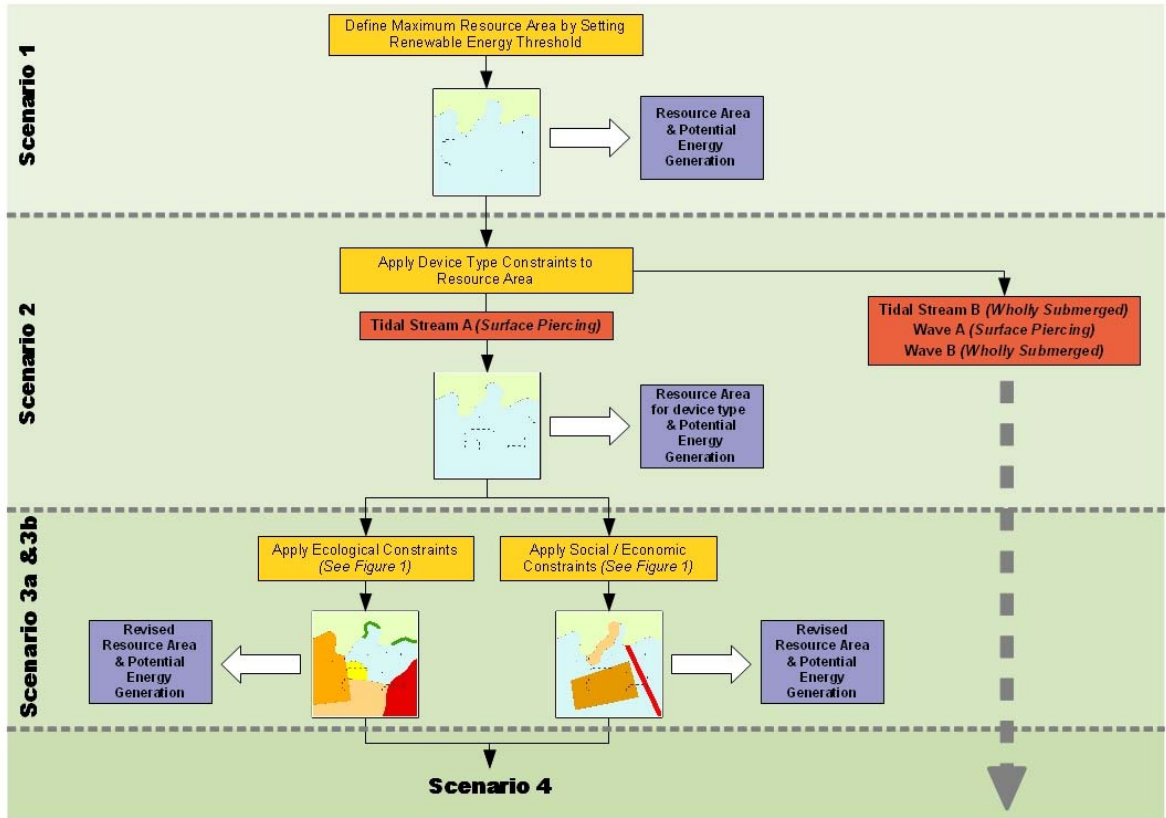 Scenario 1
Define Maximum Resource Area by Setting
Renewable Energy Threshold
Resource Area
& Potential
Energy
Generation
Scenario 2
Apply Device Type Constraints to
Resource Area
Tidal Stream A (Surface Piercing)
Tidal Stream B (Wholly Submerged)
Wave A (Surface Piercing)
Wave B (Wholly Submerged)
Resource Area
for device type
& Potential
Energy
Generation
Scenario 3a &3b
Apply Ecological Constraints
(See Figure 1)
Apply Social / Economic
Constraints (See Figure 1)
Revised
Resource Area
& Potential
Energy
Generation
Revised
Resource Area
& Potential
Energy
Generation
Scenario 4